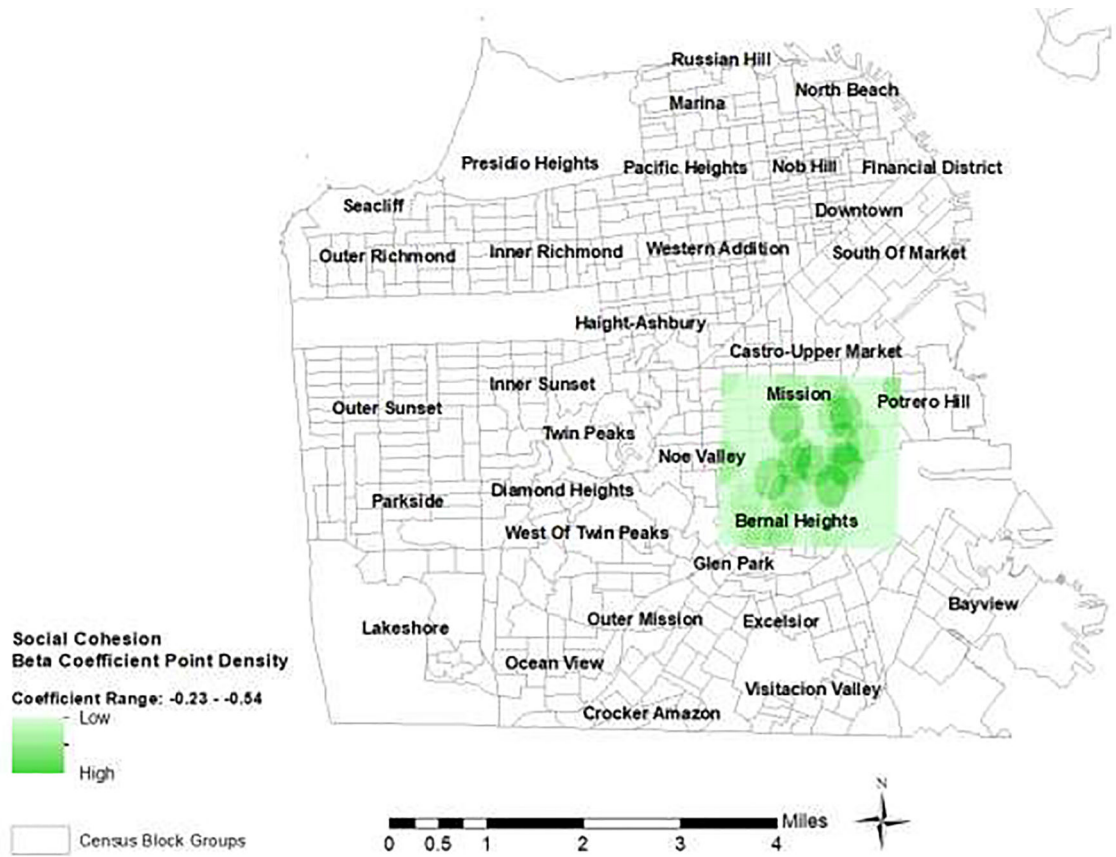 Russian Hill
North Beach
Marina
Presidio Heights
Pacific Heights
Nob Hill
Financial District
Seacliff
Downtown
Outer Richmond
Inner Richmond
Western Addition
South Of Market
Haight-Ashbury
Castro-Upper Market
Inner Sunset
Mission
Outer Sunset
Potrero Hill
Twin Peaks
Noe Valley
Diamond Heights
Parkside
Bernal Heights
West Of Twin Peaks
Glen Park
Bayview
Lakeshore
Outer Mission
Excelsior
Ocean View
Visitacion Valley
Crocker Amazon
Social Cohesion
Beta Coefficient Point Density
Coefficient Range: -0.23 - -0.54
Low
High
Census Block Groups
N
Miles
0 0.5 1 2 3 4